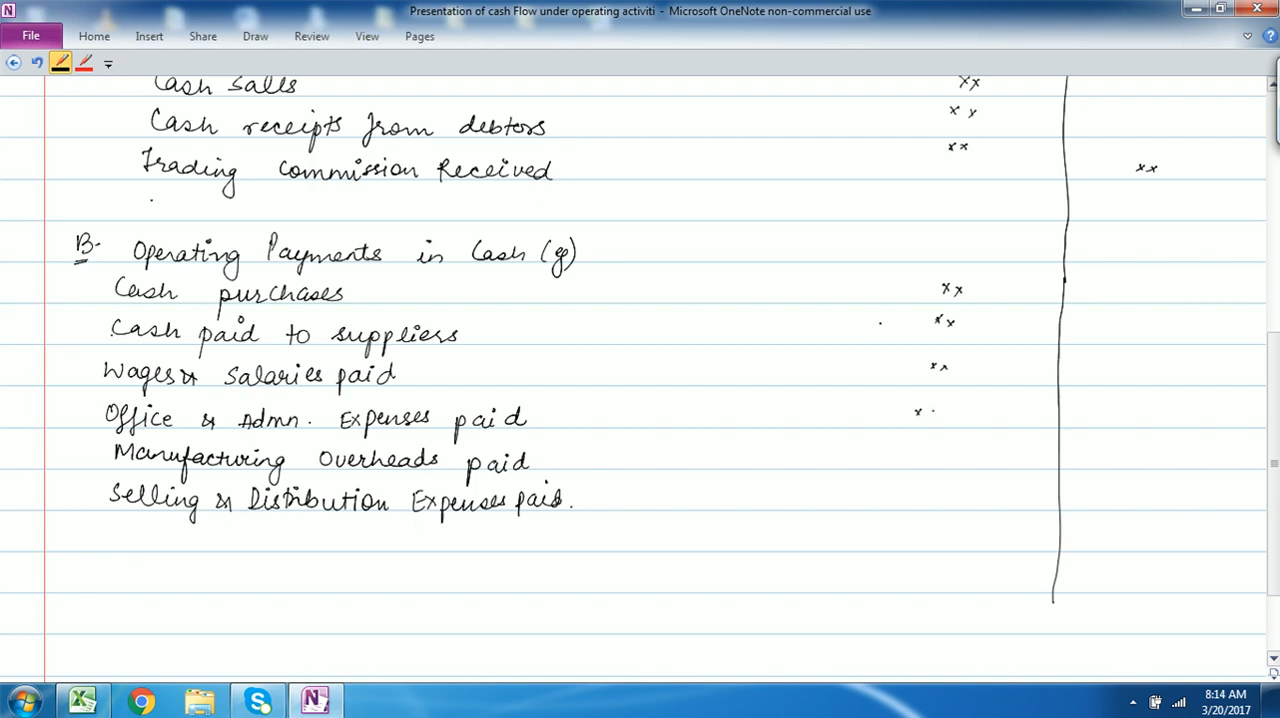 Presentation of cash Flow under operating activiti - Microsoft OneNote non-commercial use
File Home Insert Share Draw Review View Pages
Cash Salls xx
Cash receipts from debtors xy
Trading Commission Received xx xx
B- Operating Payments in Cash (eg)
Cash purchases xx
Cash paid to suppliers xx
Wages & Salaries paid xx
Office & Admn. Expenses paid x
Manufacturing Overheads paid
Selling & Distribution Expenses paid.
8:14 AM
3/20/2017